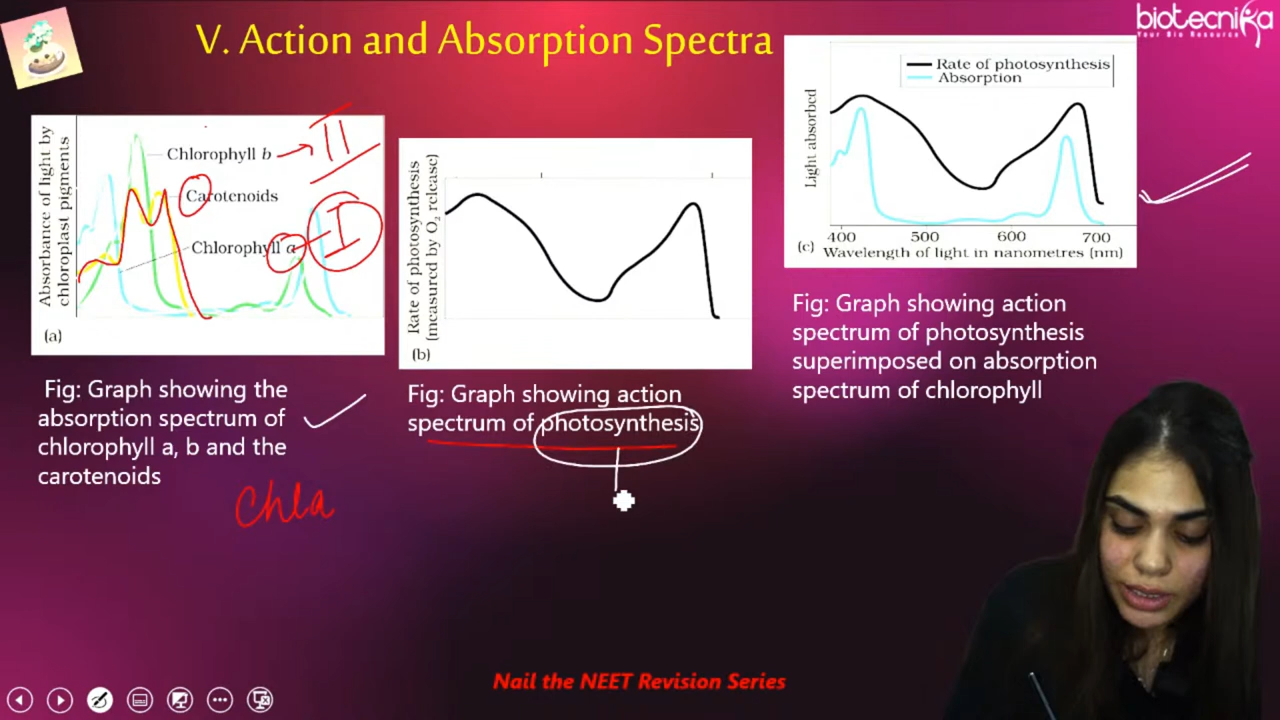 V. Action and Absorption Spectra
biotecnika
Your Bio Resource
Absorbance of light by
chloroplast pigments
Chlorophyll b
II
Carotenoids
Chlorophyll a
I
(a)
Fig: Graph showing the
absorption spectrum of
chlorophyll a, b and the
carotenoids
Chla
Rate of photosynthesis
(measured by O₂ release)
(b)
Fig: Graph showing action
spectrum of photosynthesis
Rate of photosynthesis
Absorption
Light absorbed
(c)
400 500 600 700
Wavelength of light in nanometres (nm)
Fig: Graph showing action
spectrum of photosynthesis
superimposed on absorption
spectrum of chlorophyll
Nail the NEET Revision Series